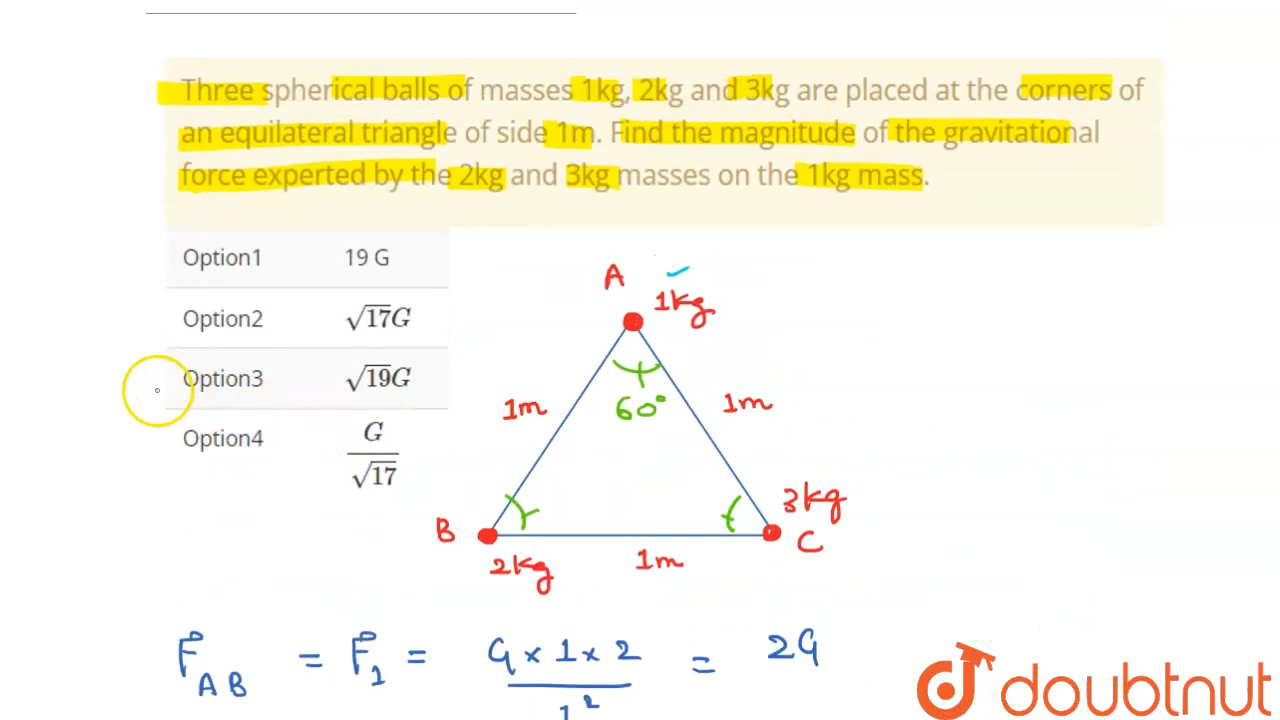 Three spherical balls of masses 1kg, 2kg and 3kg are placed at the corners of
an equilateral triangle of side 1m. Find the magnitude of the gravitational
force experted by the 2kg and 3kg masses on the 1kg mass.
Option1 19 G
Option2 √17G
Option3 √19G
Option4 G/√17
A
1kg
60°
1m
1m
3kg
B
C
2kg
1m
F_AB = F_1 = G × 1 × 2 / 1² = 2G
doubtnut